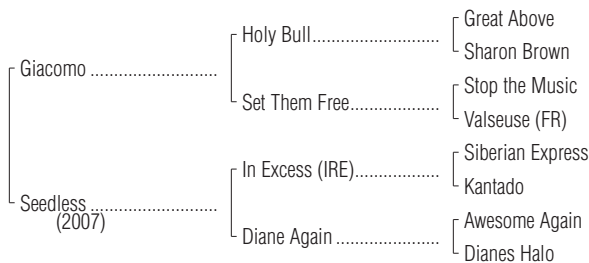 Great Above
Holy Bull
Sharon Brown
Giacomo
Stop the Music
Set Them Free
Valseuse (FR)
Siberian Express
In Excess (IRE)
Kantado
Seedless
(2007)
Awesome Again
Diane Again
Dianes Halo